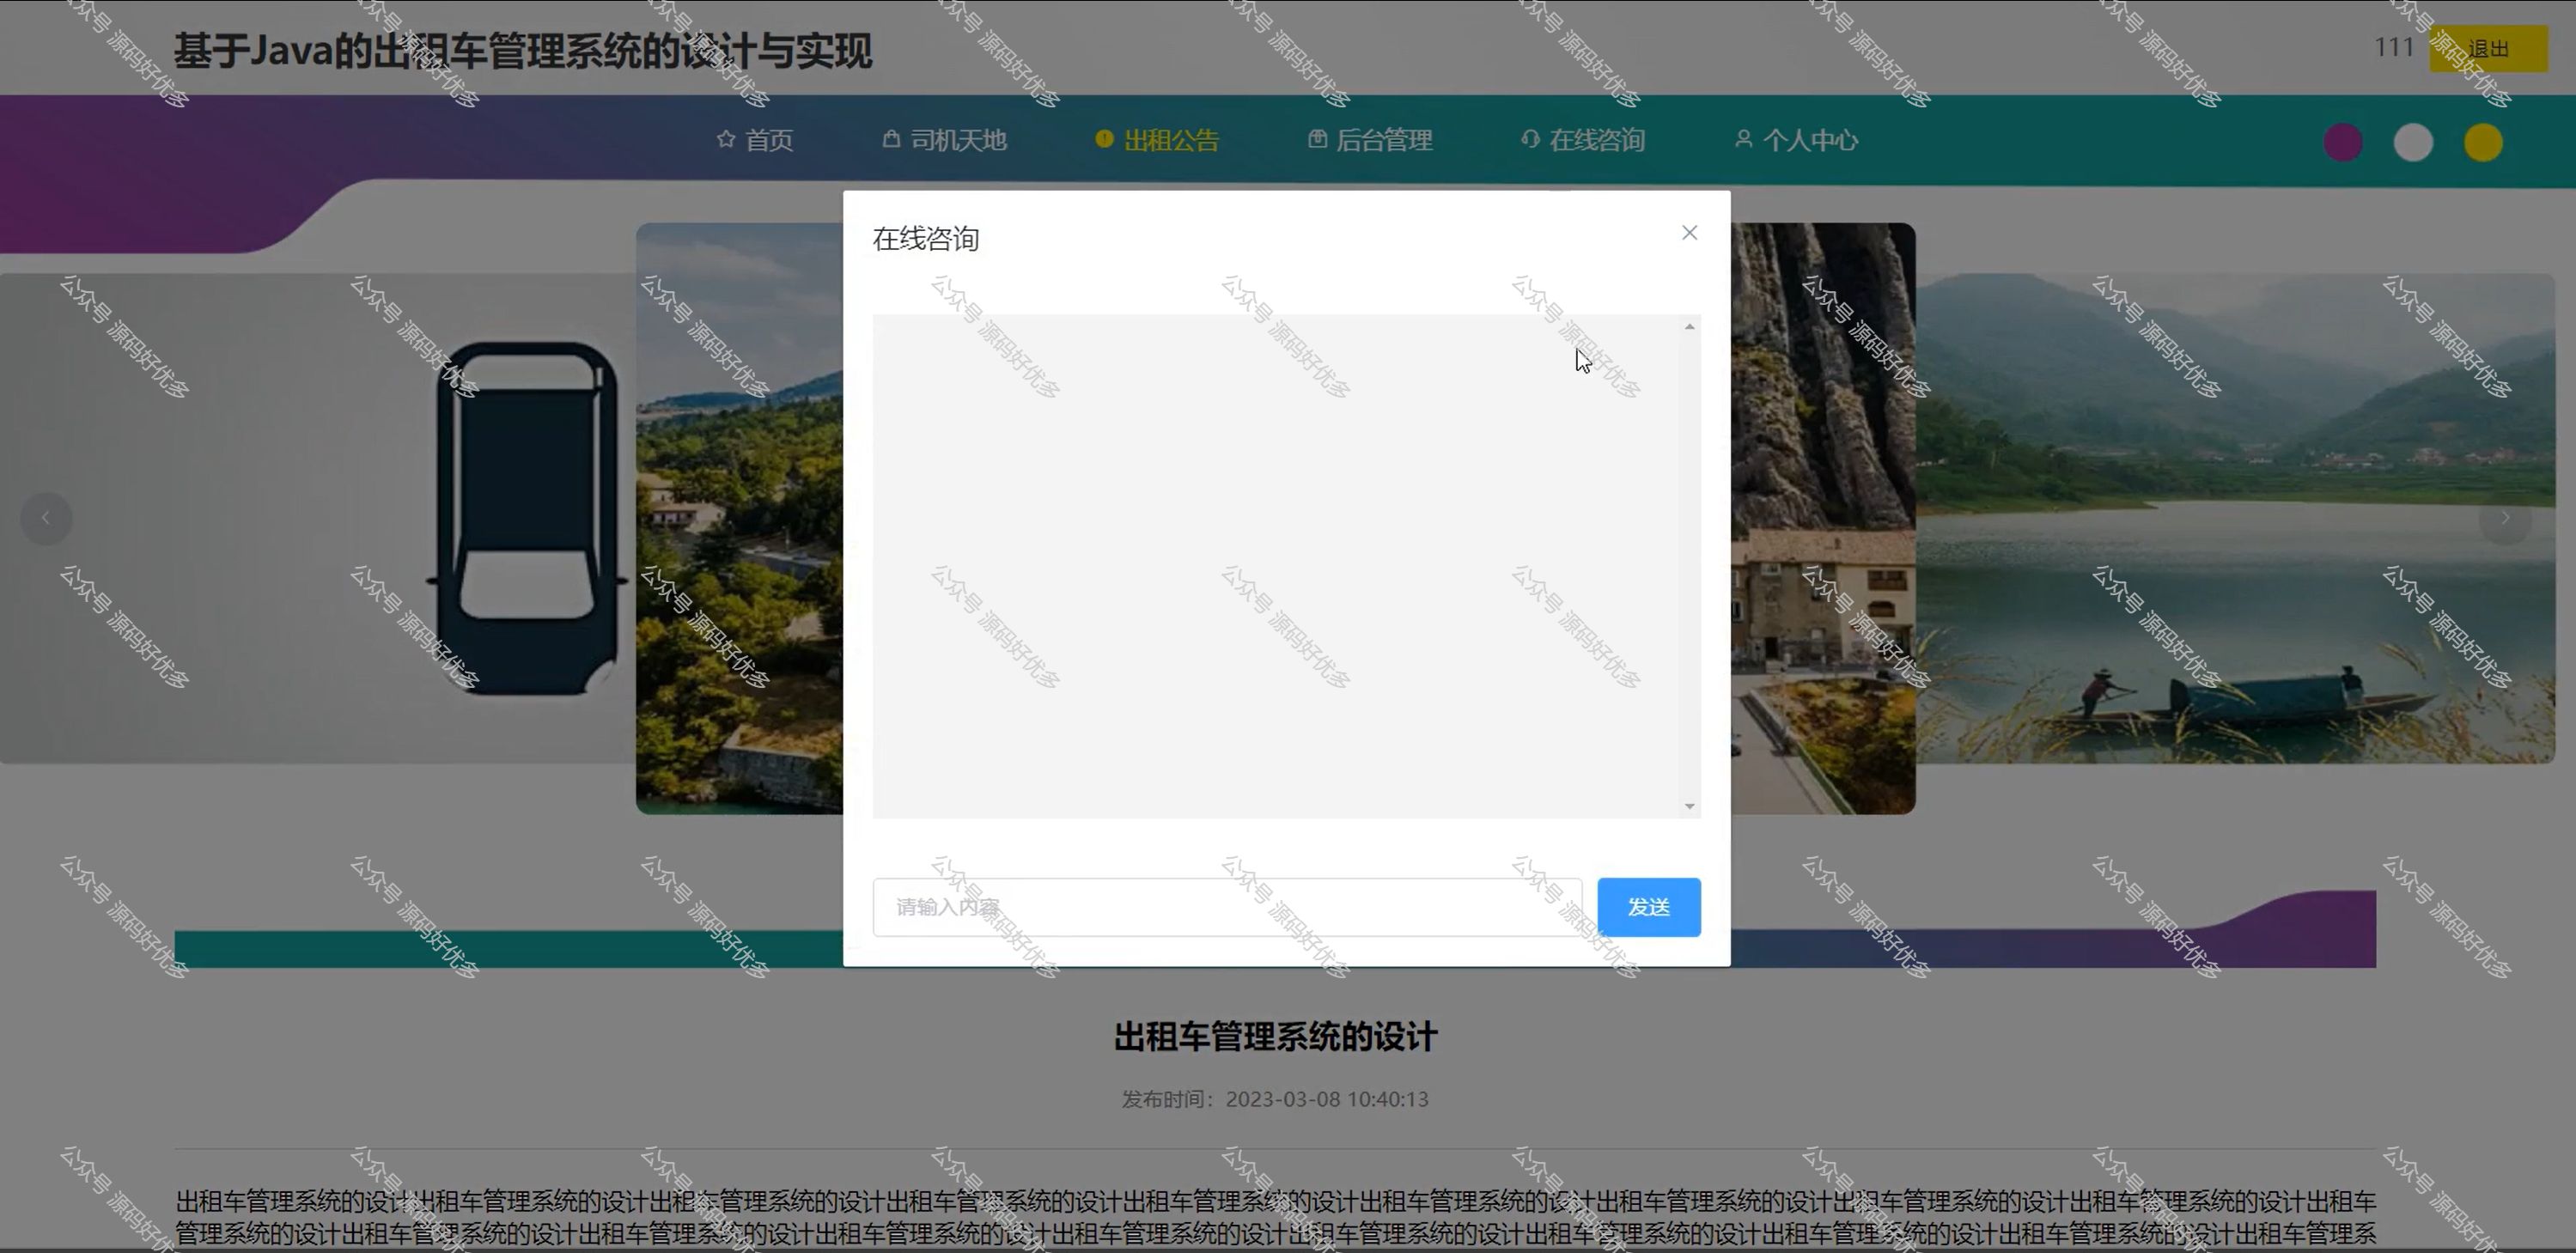 基于Java的出租车管理系统的设计与实现
111
退出
首页
司机天地
出租公告
后台管理
在线咨询
个人中心
在线咨询
请输入内容
发送
出租车管理系统的设计
发布时间：2023-03-08 10:40:13
出租车管理系统的设计出租车管理系统的设计出租车管理系统的设计出租车管理系统的设计出租车管理系统的设计出租车管理系统的设计出租车管理系统的设计出租车管理系统的设计出租车管理系统的设计出租车
管理系统的设计出租车管理系统的设计出租车管理系统的设计出租车管理系统的设计出租车管理系统的设计出租车管理系统的设计出租车管理系统的设计出租车管理系统的设计出租车管理系统的设计出租车管理系
公众号 源码好优多